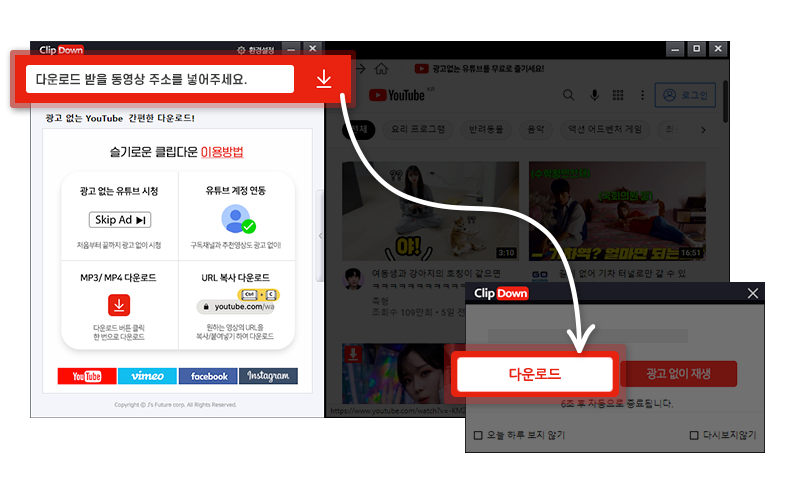 Clip Down
환경설정
다운로드 받을 동영상 주소를 넣어주세요.
광고 없는 YouTube 간편한 다운로드!
슬기로운 클립다운 이용방법
광고 없는 유튜브 시청
Skip Ad
처음부터 끝까지 광고 없이 시청
유튜브 계정 연동
구독채널과 추천영상도 광고 없이!
MP3/ MP4 다운로드
다운로드 버튼 클릭
한 번으로 다운로드
URL 복사 다운로드
Ctrl + C
youtube.com/wa
원하는 영상의 URL을
복사/붙여넣기 하여 다운로드
YouTube
vimeo
facebook
Instagram
Copyright ⓒ J's Future corp. All Rights Reserved.
광고없는 유튜브를 무료로 즐기세요!
YouTube KR
로그인
전체
요리 프로그램
반려동물
음악
액션 어드벤처 게임
??
??
야!
3:10
16:51
여동생과 강아지의 호칭이 같으면
ㅋㅋㅋㅋㅋㅋㅋㅋㅋㅋㅋㅋ
조회수 109만회 • 5일 전
없이 기차 터널로만 갈 수 있
Clip Down
다운로드
광고 없이 재생
6초 후 자동으로 종료됩니다.
오늘 하루 보지 않기
다시보지않기